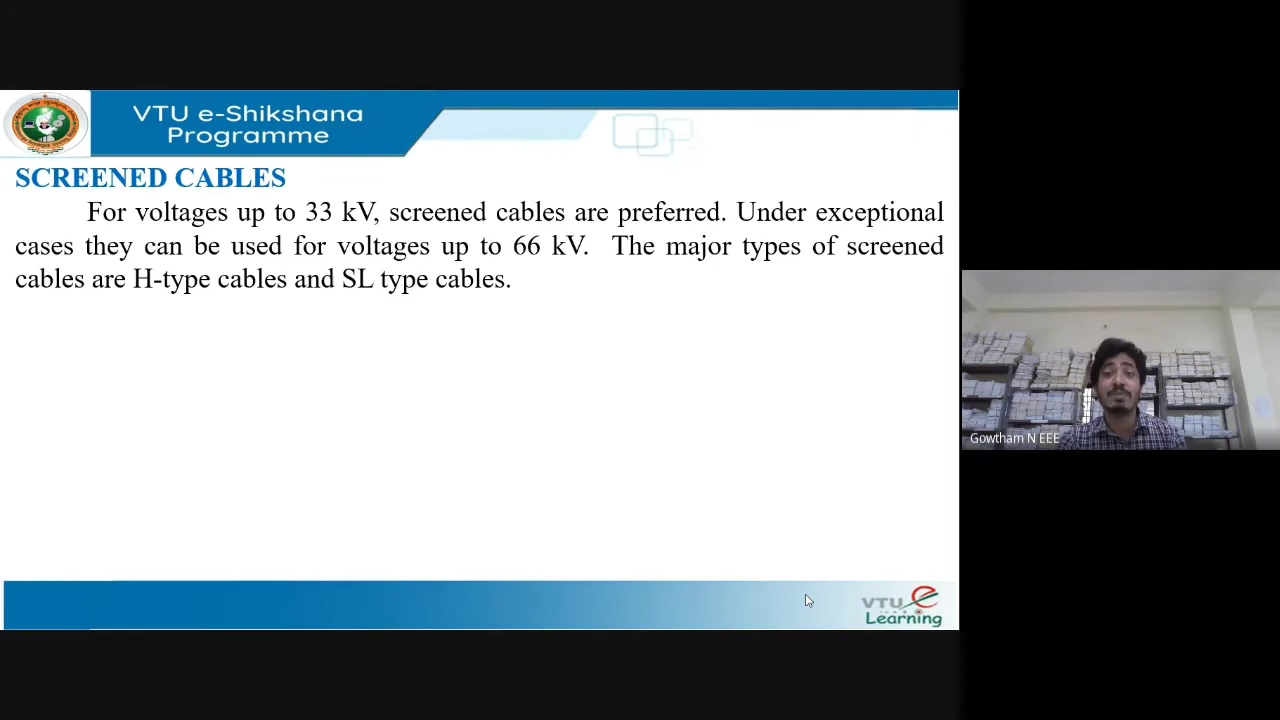 VTU e-Shikshana
Programme
SCREENED CABLES
For voltages up to 33 kV, screened cables are preferred. Under exceptional
cases they can be used for voltages up to 66 kV. The major types of screened
cables are H-type cables and SL type cables.
Gowtham N EEE
VTU e
Learning